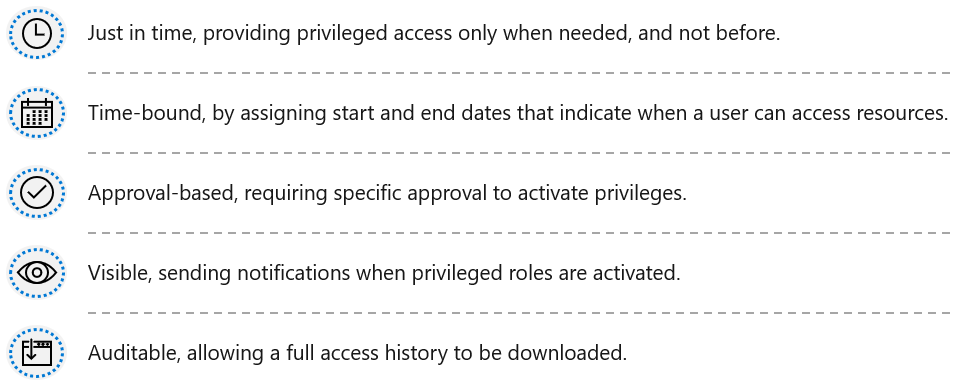 Just in time, providing privileged access only when needed, and not before.
Time-bound, by assigning start and end dates that indicate when a user can access resources.
Approval-based, requiring specific approval to activate privileges.
Visible, sending notifications when privileged roles are activated.
Auditable, allowing a full access history to be downloaded.